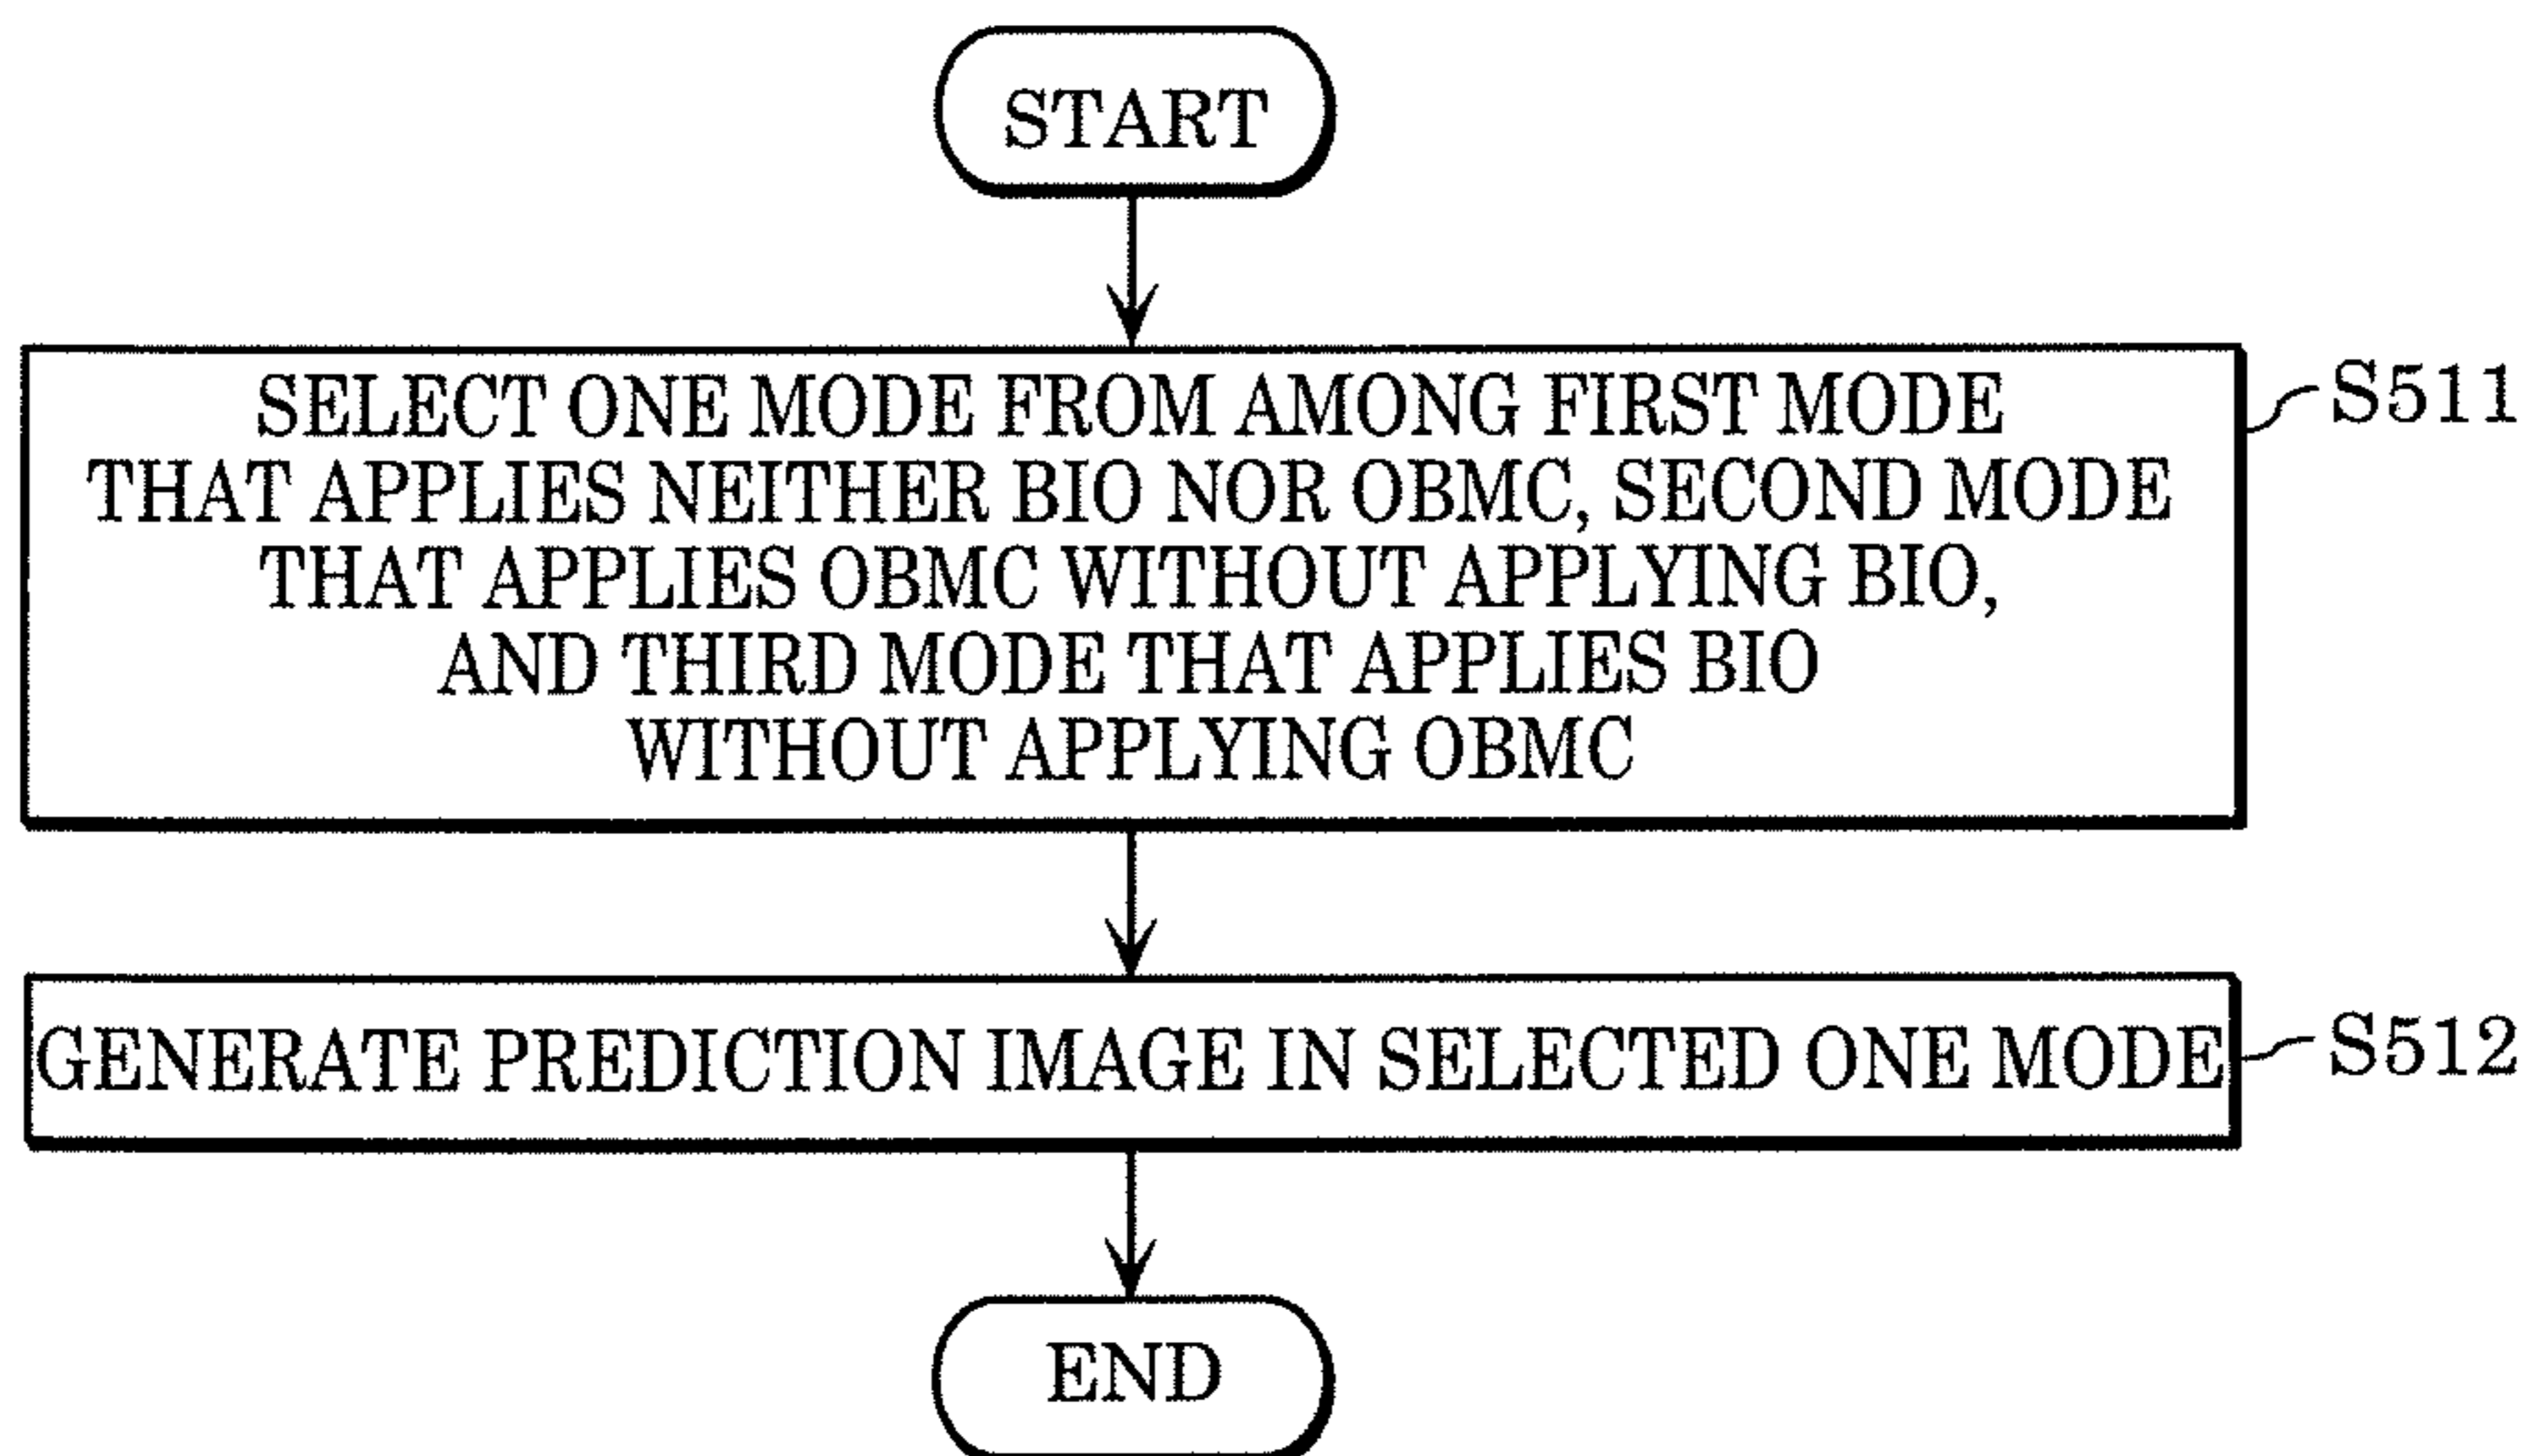 START
SELECT ONE MODE FROM AMONG FIRST MODE
THAT APPLIES NEITHER BIO NOR OBMC, SECOND MODE
THAT APPLIES OBMC WITHOUT APPLYING BIO,
AND THIRD MODE THAT APPLIES BIO
WITHOUT APPLYING OBMC
S511
GENERATE PREDICTION IMAGE IN SELECTED ONE MODE
S512
END